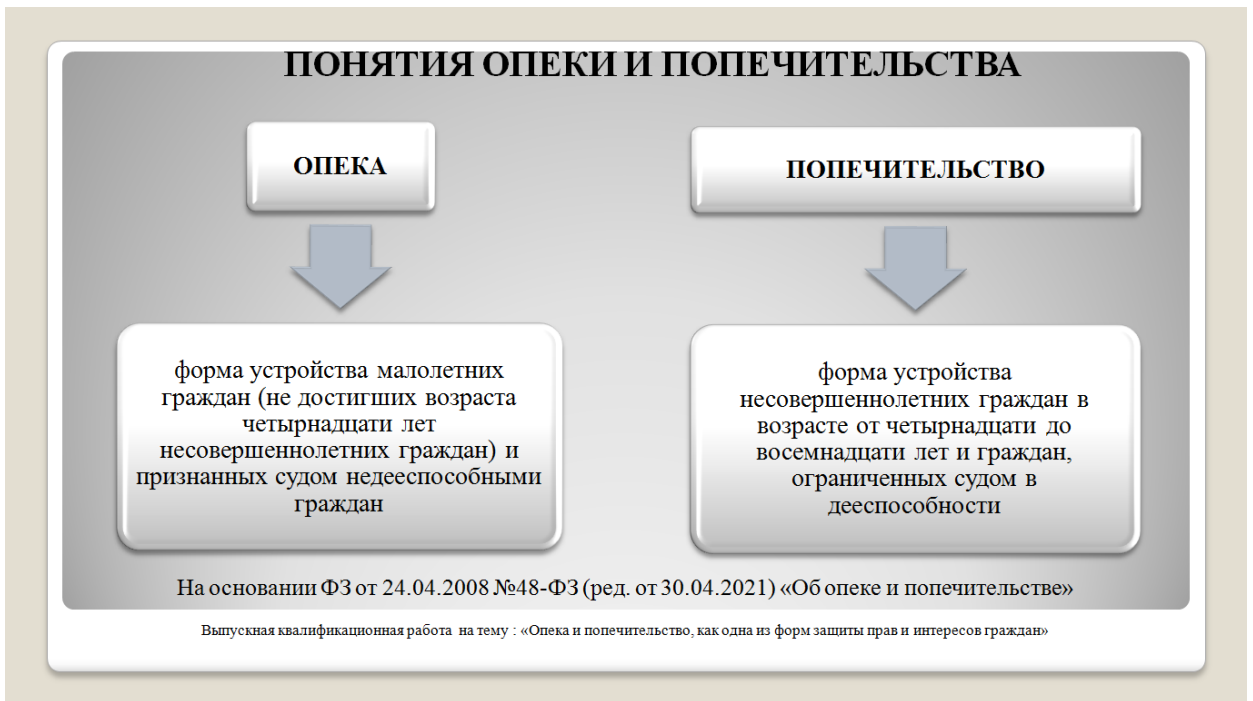 ПОНЯТИЯ ОПЕКИ И ПОПЕЧИТЕЛЬСТВА
ОПЕКА
форма устройства малолетних
граждан (не достигших возраста
четырнадцати лет
несовершеннолетних граждан) и
признанных судом недееспособными
граждан
ПОПЕЧИТЕЛЬСТВО
форма устройства
несовершеннолетних граждан в
возрасте от четырнадцати до
восемнадцати лет и граждан,
ограниченных судом в
дееспособности
На основании ФЗ от 24.04.2008 №48-ФЗ (ред. от 30.04.2021) «Об опеке и попечительстве»
Выпускная квалификационная работа на тему : «Опека и попечительство, как одна из форм защиты прав и интересов граждан»